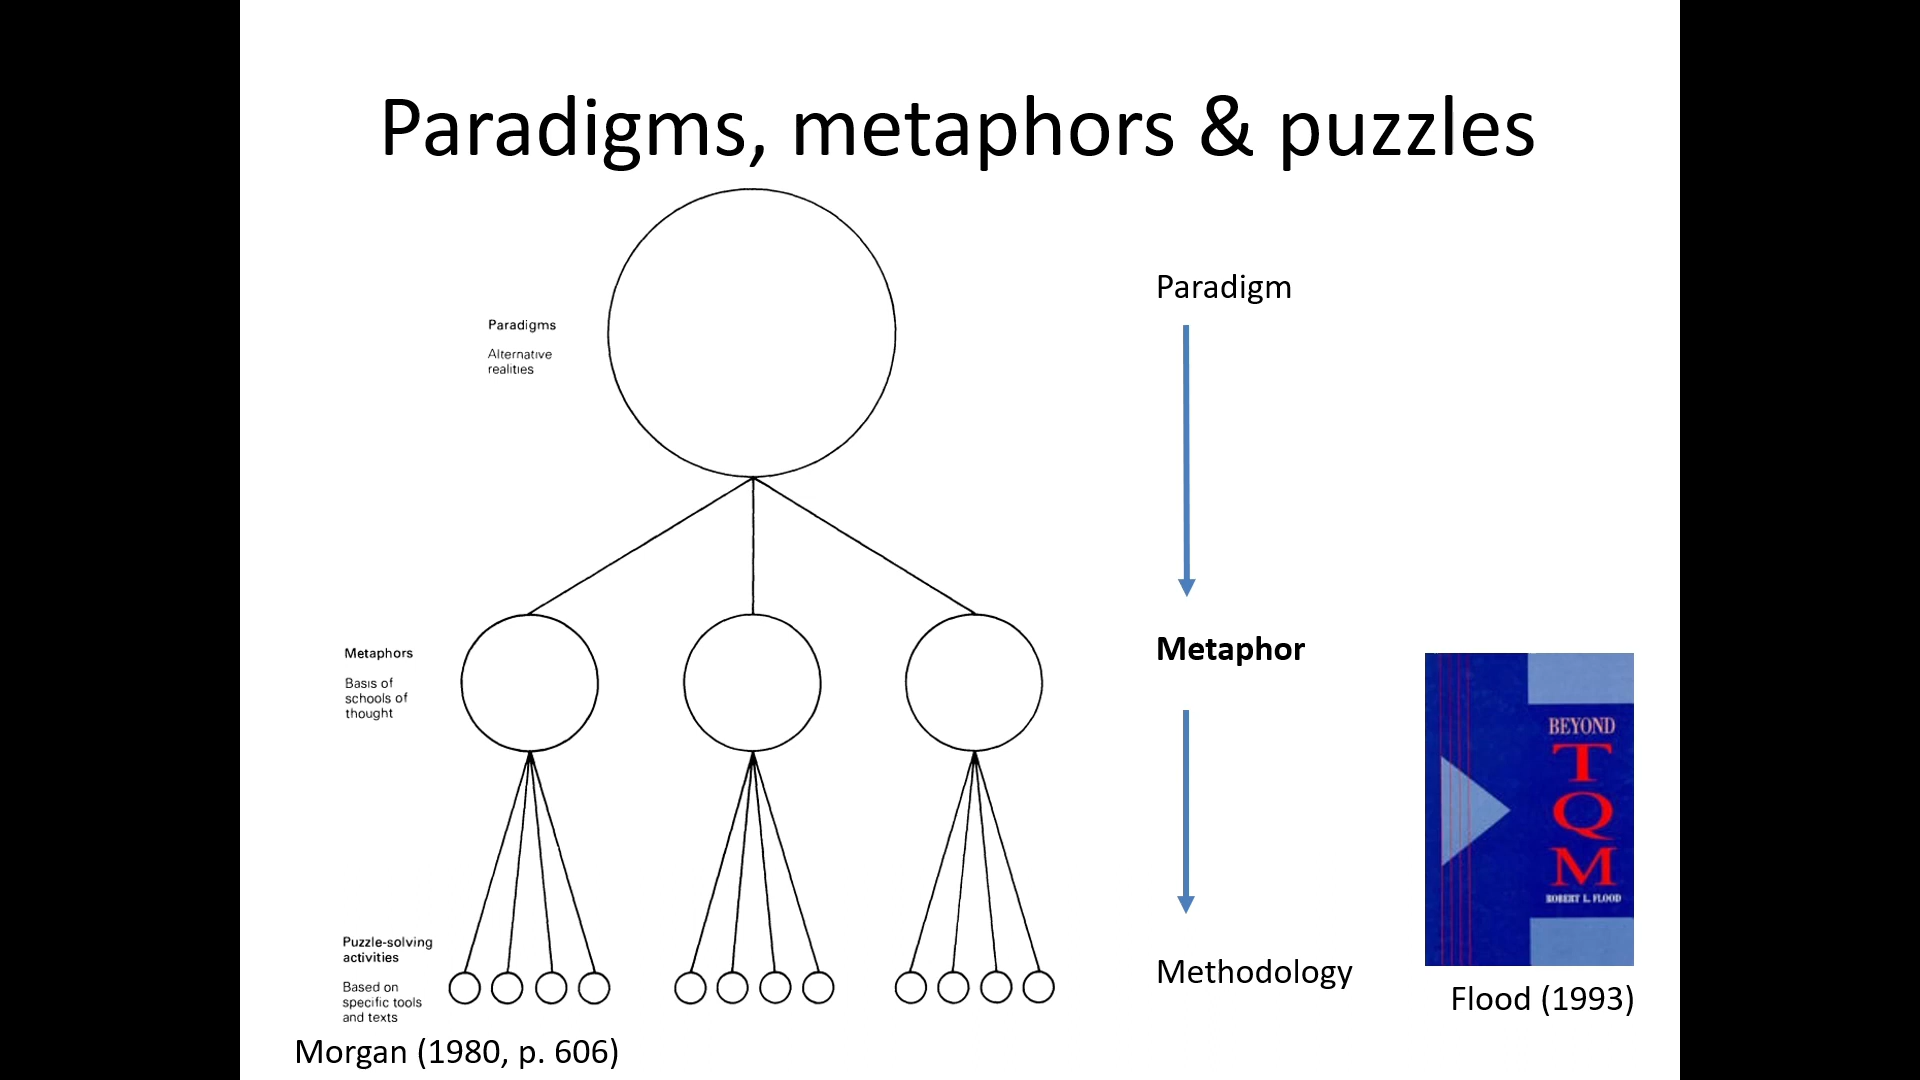 Paradigms, metaphors & puzzles
Paradigms
Alternative
realities
Metaphors
Basis of
schools of
thought
Puzzle-solving
activities
Based on
specific tools
and texts
Morgan (1980, p. 606)
Paradigm
Metaphor
Methodology
BEYOND
T
Q
M
ROBERT L. FLOOD
Flood (1993)